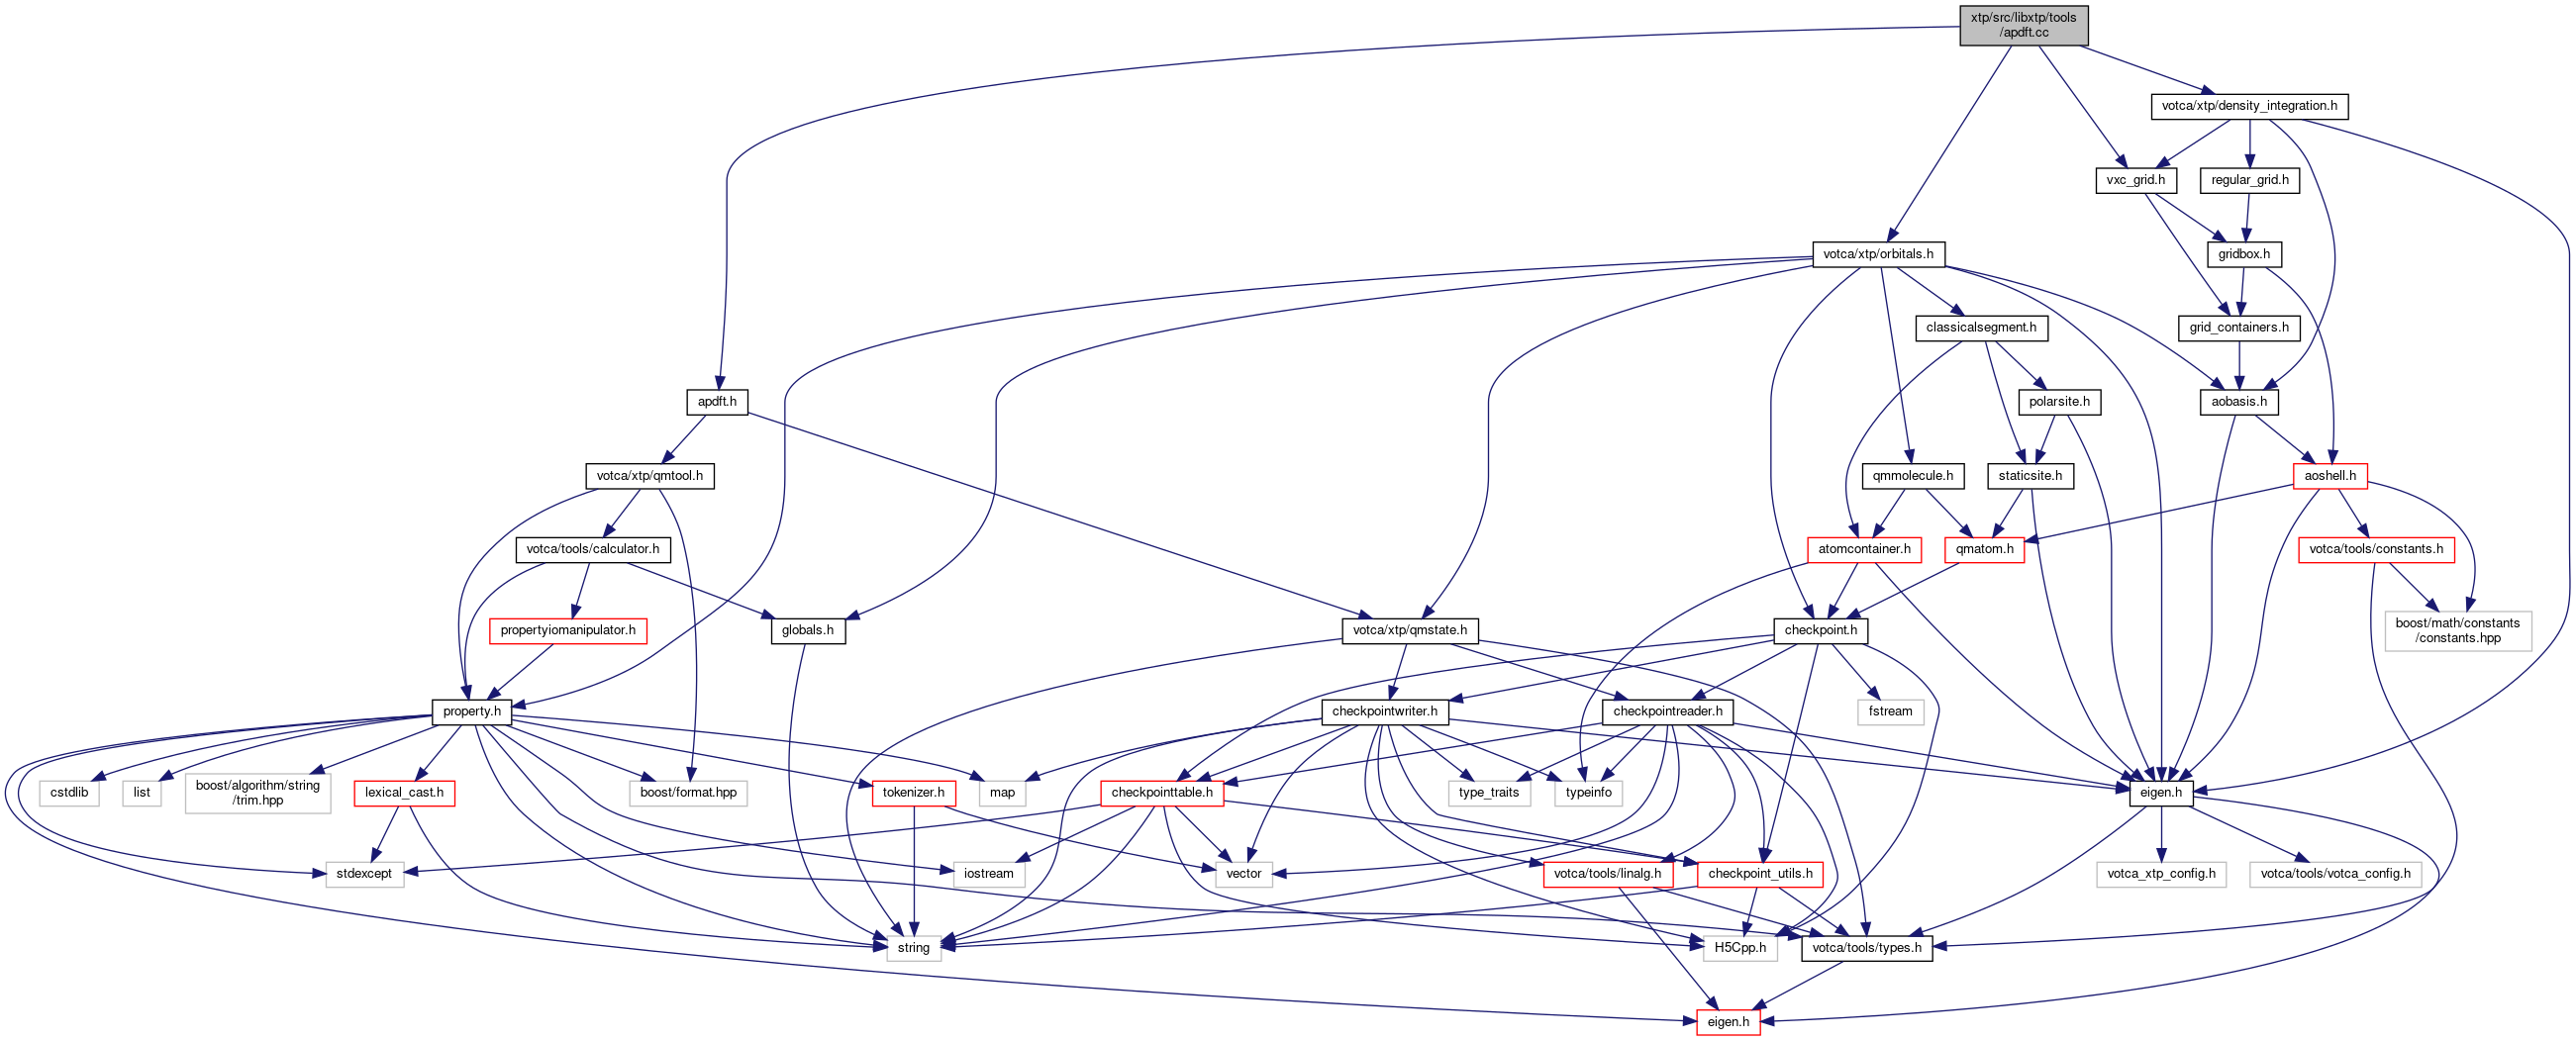 xtp/src/libxtp/tools
/apdft.cc
votca/xtp/density_integration.h
vxc_grid.h
regular_grid.h
votca/xtp/orbitals.h
gridbox.h
classicalsegment.h
grid_containers.h
apdft.h
polarsite.h
aobasis.h
votca/xtp/qmtool.h
qmmolecule.h
staticsite.h
aoshell.h
votca/tools/calculator.h
atomcontainer.h
qmatom.h
votca/tools/constants.h
propertyiomanipulator.h
globals.h
votca/xtp/qmstate.h
checkpoint.h
boost/math/constants
/constants.hpp
property.h
checkpointwriter.h
checkpointreader.h
fstream
cstdlib
list
boost/algorithm/string
/trim.hpp
lexical_cast.h
boost/format.hpp
tokenizer.h
map
checkpointtable.h
type_traits
typeinfo
eigen.h
stdexcept
iostream
vector
votca/tools/linalg.h
checkpoint_utils.h
votca_xtp_config.h
votca/tools/votca_config.h
string
H5Cpp.h
votca/tools/types.h
eigen.h